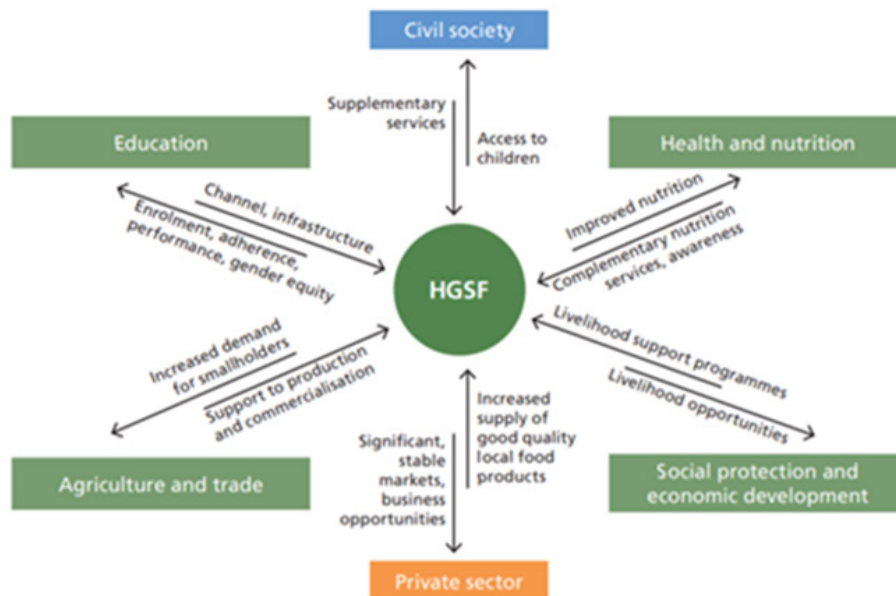 Civil society
Supplementary
services
Access to
children
Education
Health and nutrition
Channel, infrastructure
Enrolment, adherence,
performance, gender equity
Improved nutrition
Complementary nutrition
services, awareness
HGSF
Increased demand
for smallholders
Support to production
and commercialisation
Livelihood support programmes
Livelihood opportunities
Significant,
stable
markets,
business
opportunities
Increased
supply of
good quality
local food
products
Agriculture and trade
Social protection and
economic development
Private sector